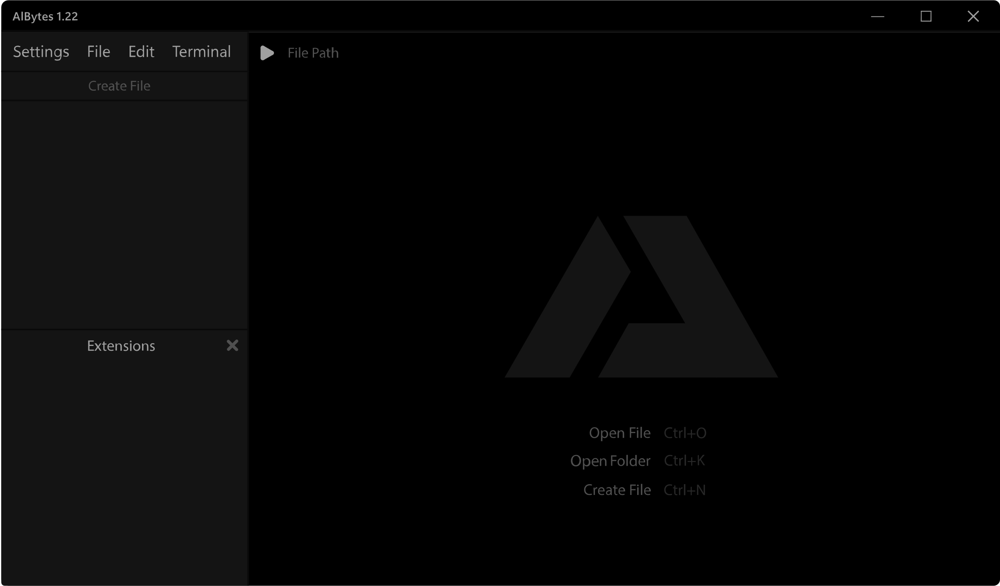 AlBytes 1.22
Settings File Edit Terminal
File Path
Create File
Extensions
Open File Ctrl+O
Open Folder Ctrl+K
Create File Ctrl+N